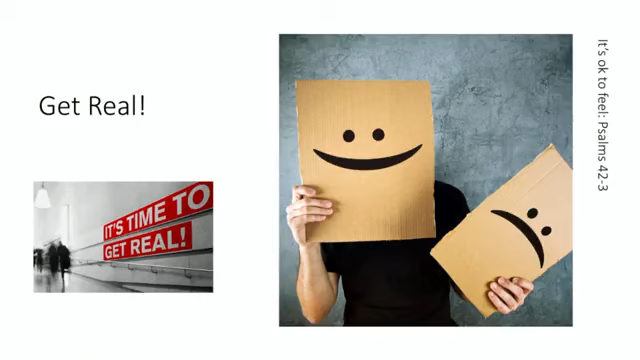 Get Real!
IT'S TIME TO
GET REAL!
It's ok to feel: Psalms 42-3